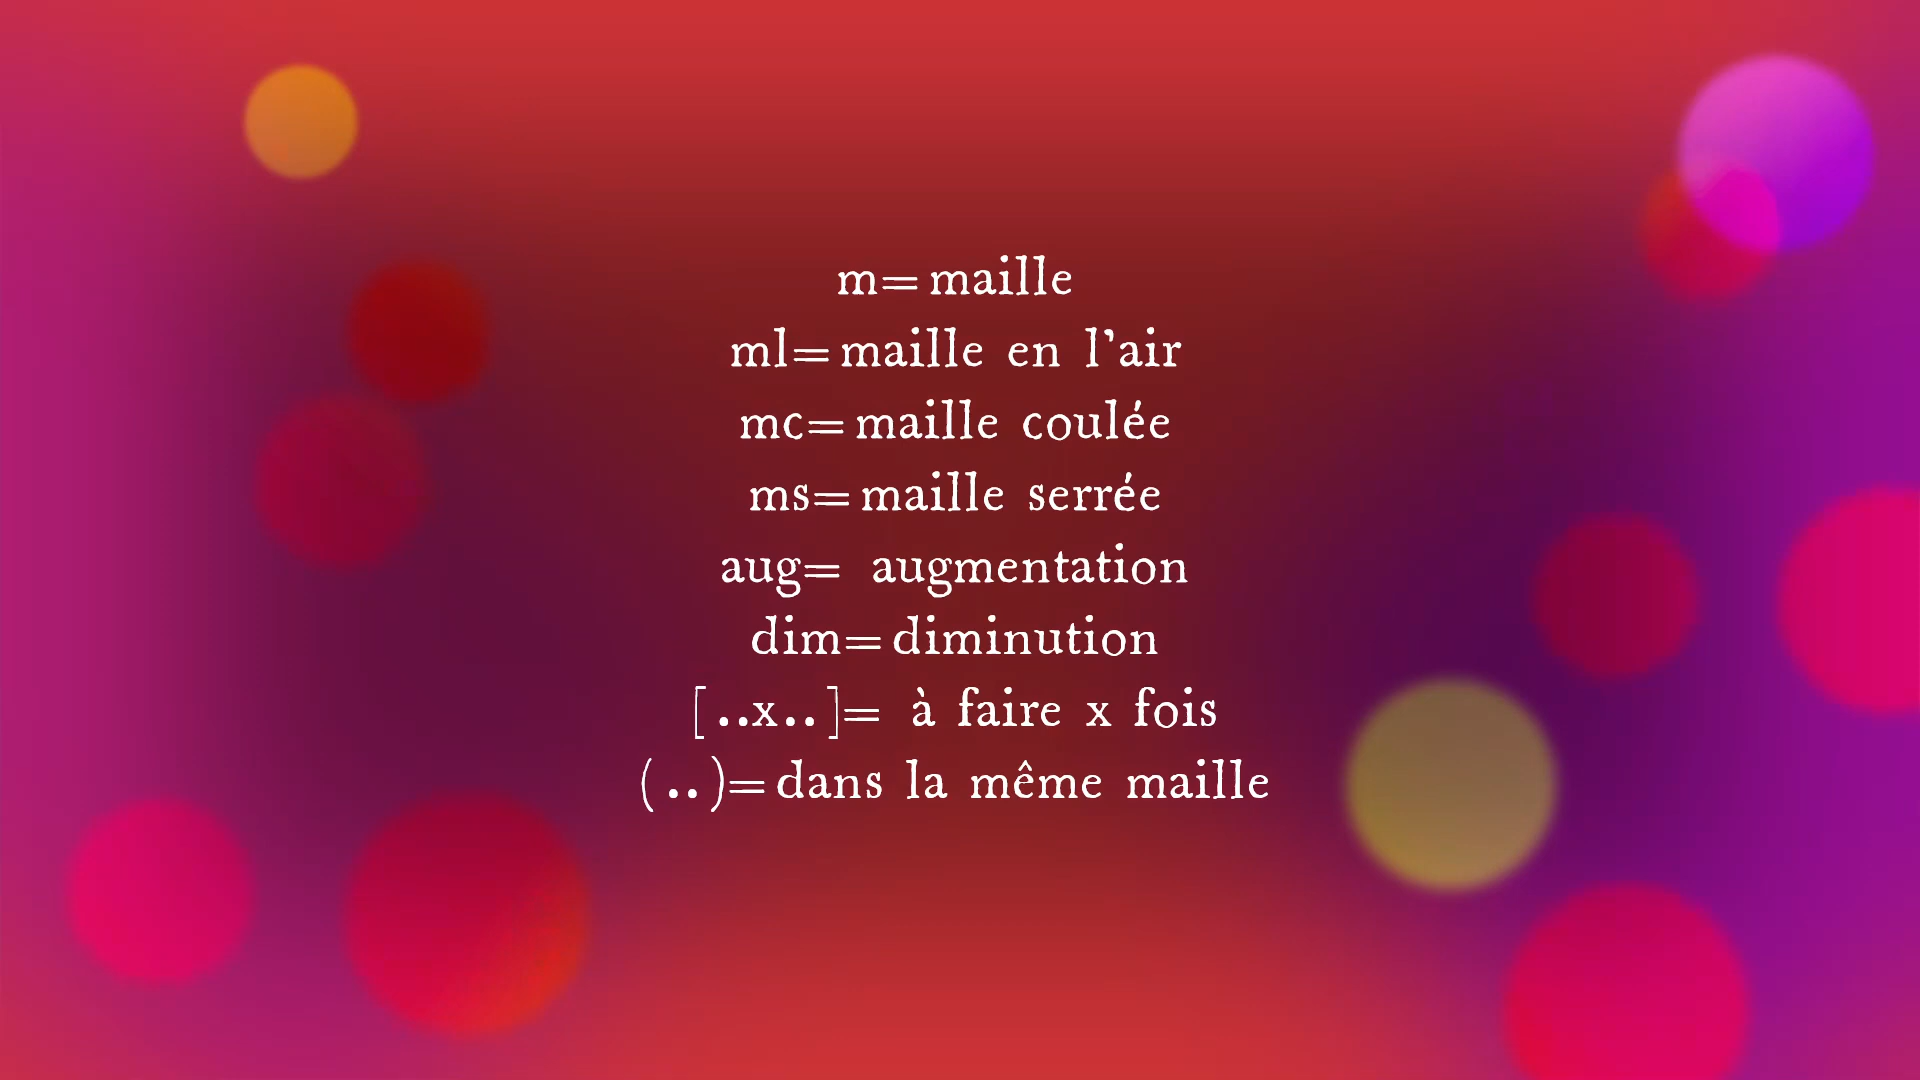 m=maille
ml=maille en l’air
mc=maille coulée
ms=maille serrée
aug= augmentation
dim=diminution
[..x..]= à faire x fois
(..)=dans la même maille